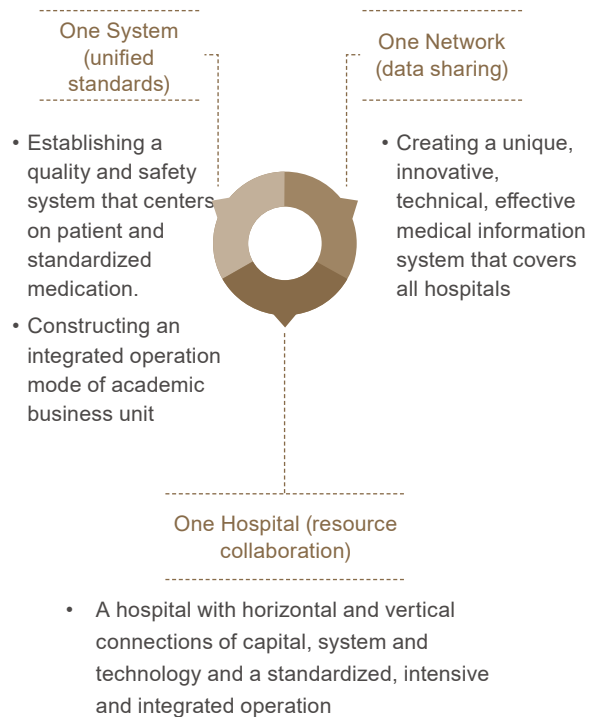 One System
(unified
standards)
• Establishing a
quality and safety
system that centers
on patient and
standardized
medication.
• Constructing an
integrated operation
mode of academic
business unit
One Network
(data sharing)
• Creating a unique,
innovative,
technical, effective
medical information
system that covers
all hospitals
One Hospital (resource
collaboration)
• A hospital with horizontal and vertical
connections of capital, system and
technology and a standardized, intensive
and integrated operation